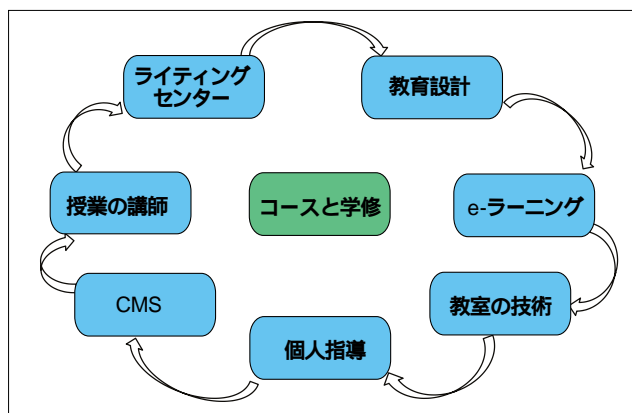 ライティング
センター
教育設計
授業の講師
コースと学修
e-ラーニング
CMS
教室の技術
個人指導